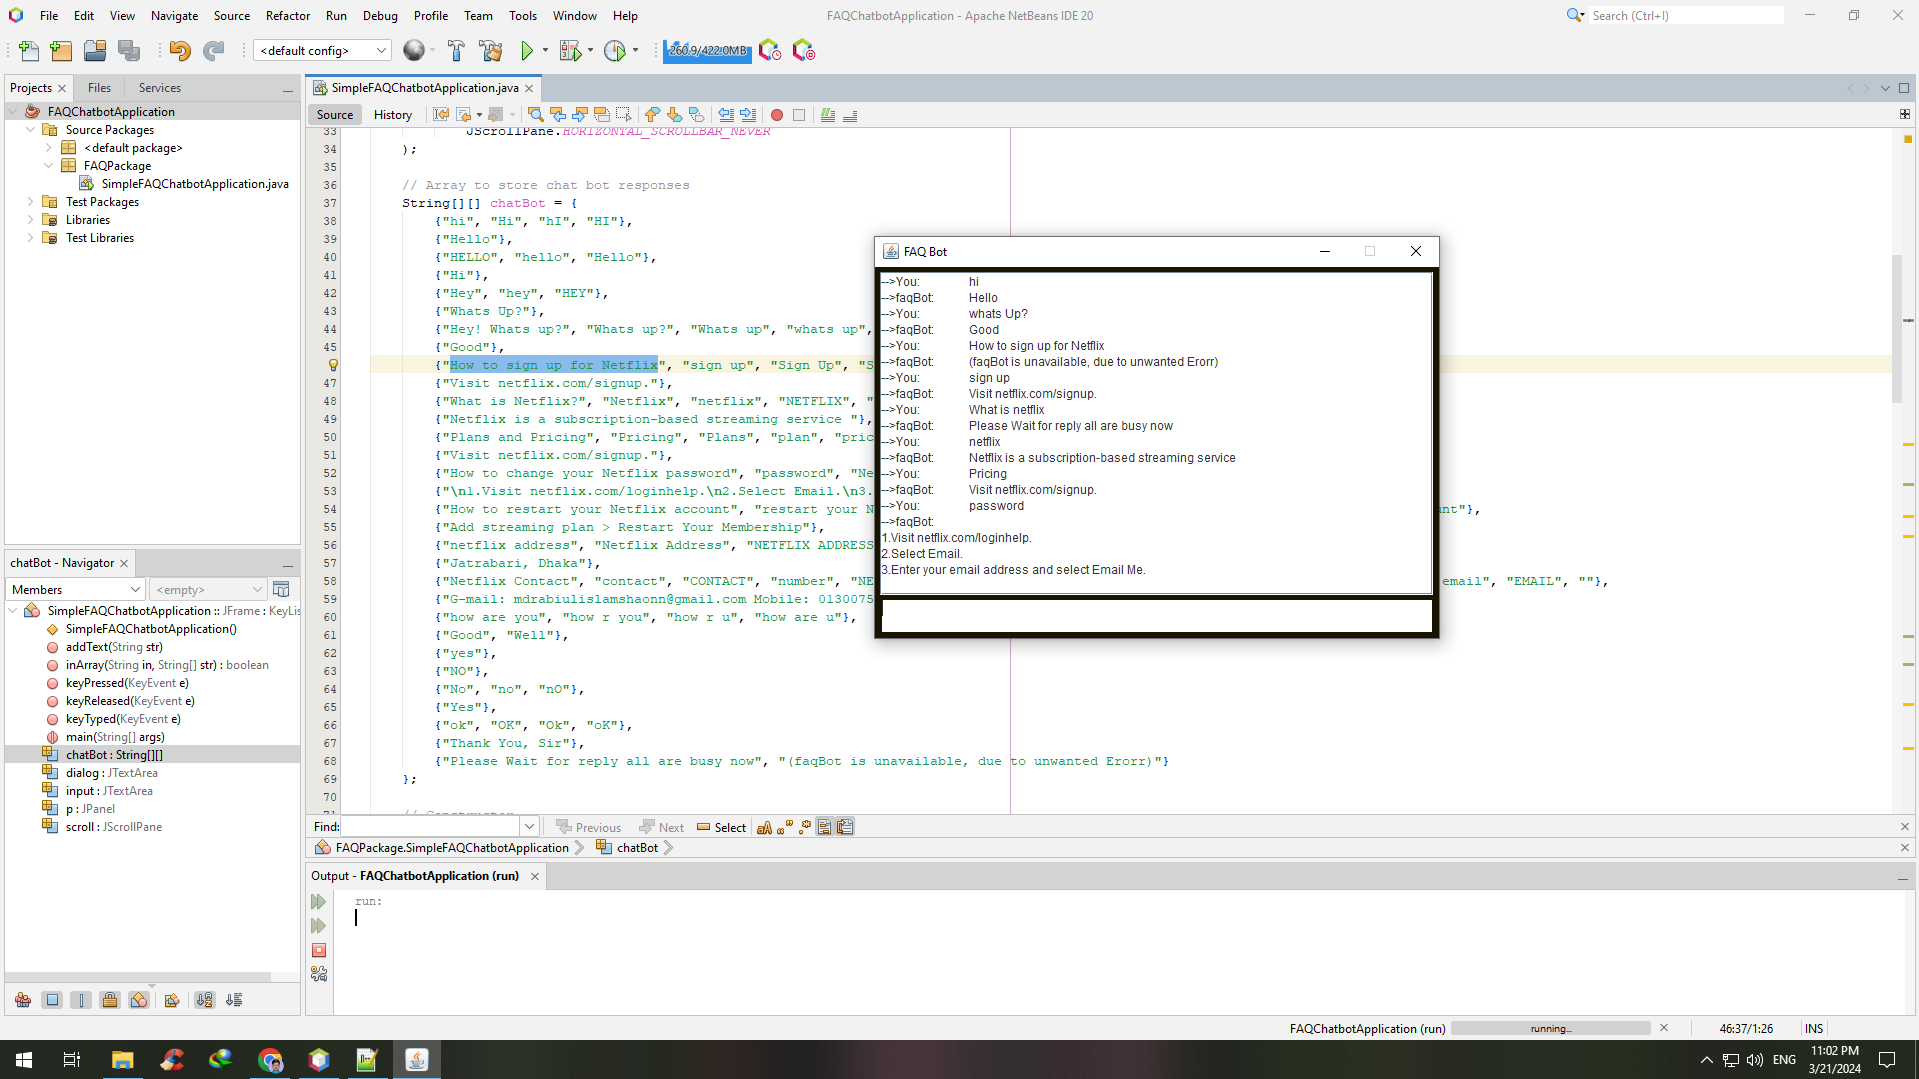 File Edit View Navigate Source Refactor Run Debug Profile Team Tools Window Help
FAQChatbotApplication - Apache NetBeans IDE 20
Search (Ctrl+I)
<default config>
260.9/422.0MB
Projects Files Services
SimpleFAQChatbotApplication.java
FAQChatbotApplication
Source Packages
<default package>
FAQPackage
SimpleFAQChatbotApplication.java
Test Packages
Libraries
Test Libraries
Source History
33 JScrollPane.HORIZONTAL_SCROLLBAR_NEVER
34 );
35
36 // Array to store chat bot responses
37 String[][] chatBot = {
38 {"hi", "Hi", "hI", "HI"},
39 {"Hello"},
40 {"HELLO", "hello", "Hello"},
41 {"Hi"},
42 {"Hey", "hey", "HEY"},
43 {"Whats Up?"},
44 {"Hey! Whats up?", "Whats up?", "Whats up", "whats up",
45 {"Good"},
{"How to sign up for Netflix", "sign up", "Sign Up", "S
47 {"Visit netflix.com/signup."},
48 {"What is Netflix?", "Netflix", "netflix", "NETFLIX", "
49 {"Netflix is a subscription-based streaming service "},
50 {"Plans and Pricing", "Pricing", "Plans", "plan", "pric
51 {"Visit netflix.com/signup."},
52 {"How to change your Netflix password", "password", "Ne
53 {"\n1.Visit netflix.com/loginhelp.\n2.Select Email.\n3.
54 {"How to restart your Netflix account", "restart your N unt"},
55 {"Add streaming plan > Restart Your Membership"},
56 {"netflix address", "Netflix Address", "NETFLIX ADDRESS
57 {"Jatrabari, Dhaka"},
58 {"Netflix Contact", "contact", "CONTACT", "number", "NE email", "EMAIL", ""},
59 {"G-mail: mdrabiulislamshaonn@gmail.com Mobile: 0130075
60 {"how are you", "how r you", "how r u", "how are u"},
61 {"Good", "Well"},
62 {"yes"},
63 {"NO"},
64 {"No", "no", "nO"},
65 {"Yes"},
66 {"ok", "OK", "Ok", "oK"},
67 {"Thank You, Sir"},
68 {"Please Wait for reply all are busy now", "(faqBot is unavailable, due to unwanted Erorr)"}
69 };
70
71 // Constructor
FAQ Bot
-->You: hi
-->faqBot: Hello
-->You: whats Up?
-->faqBot: Good
-->You: How to sign up for Netflix
-->faqBot: (faqBot is unavailable, due to unwanted Erorr)
-->You: sign up
-->faqBot: Visit netflix.com/signup.
-->You: What is netflix
-->faqBot: Please Wait for reply all are busy now
-->You: netflix
-->faqBot: Netflix is a subscription-based streaming service
-->You: Pricing
-->faqBot: Visit netflix.com/signup.
-->You: password
-->faqBot:
1.Visit netflix.com/loginhelp.
2.Select Email.
3.Enter your email address and select Email Me.
chatBot - Navigator
Members <empty>
SimpleFAQChatbotApplication :: JFrame : KeyLis
SimpleFAQChatbotApplication()
addText(String str)
inArray(String in, String[] str) : boolean
keyPressed(KeyEvent e)
keyReleased(KeyEvent e)
keyTyped(KeyEvent e)
main(String[] args)
chatBot : String[][]
dialog : JTextArea
input : JTextArea
p : JPanel
scroll : JScrollPane
Find: Previous Next Select
FAQPackage.SimpleFAQChatbotApplication chatBot
Output - FAQChatbotApplication (run)
run:
FAQChatbotApplication (run) running... 46:37/1:26 INS
ENG 11:02 PM
3/21/2024